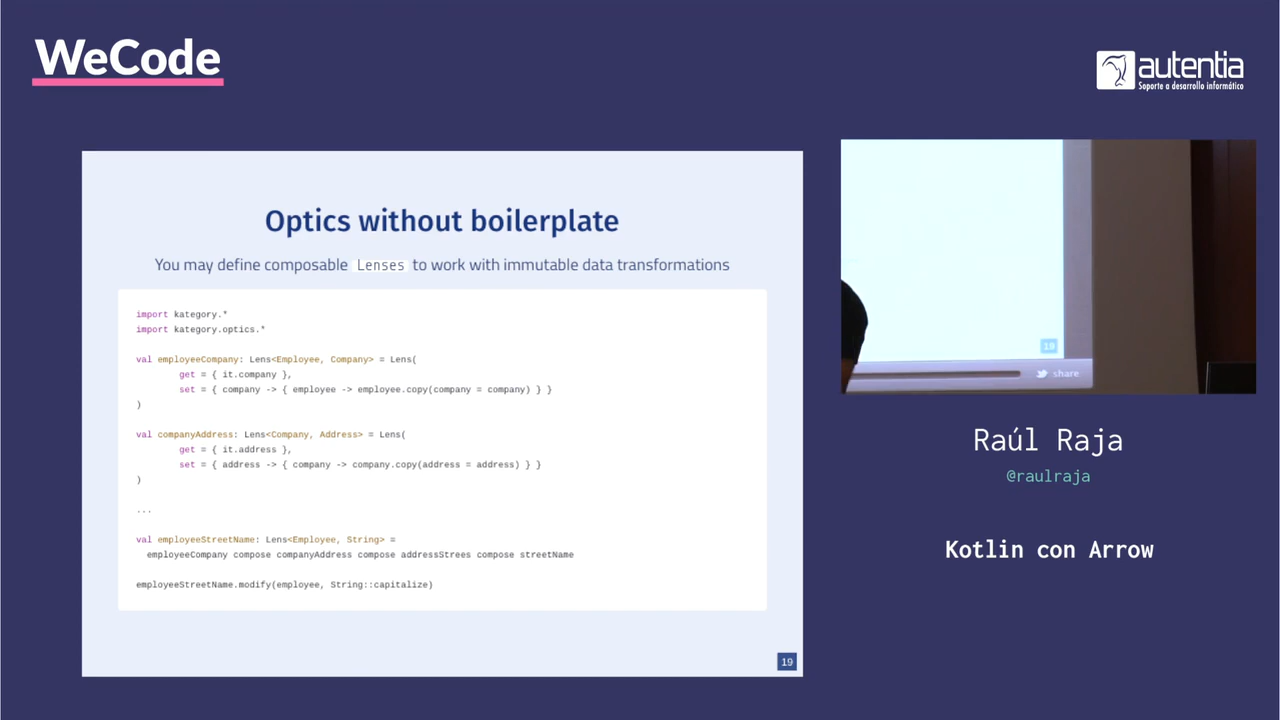 WeCode
autentia
Soporte a desarrollo informático
Optics without boilerplate
You may define composable Lenses to work with immutable data transformations
import kategory.*
import kategory.optics.*
val employeeCompany: Lens<Employee, Company> = Lens(
get = { it.company },
set = { company -> { employee -> employee.copy(company = company) } }
)
val companyAddress: Lens<Company, Address> = Lens(
get = { it.address },
set = { address -> { company -> company.copy(address = address) } }
)
...
val employeeStreetName: Lens<Employee, String> =
employeeCompany compose companyAddress compose addressStrees compose streetName
employeeStreetName.modify(employee, String::capitalize)
19
19
share
Raúl Raja
@raulraja
Kotlin con Arrow